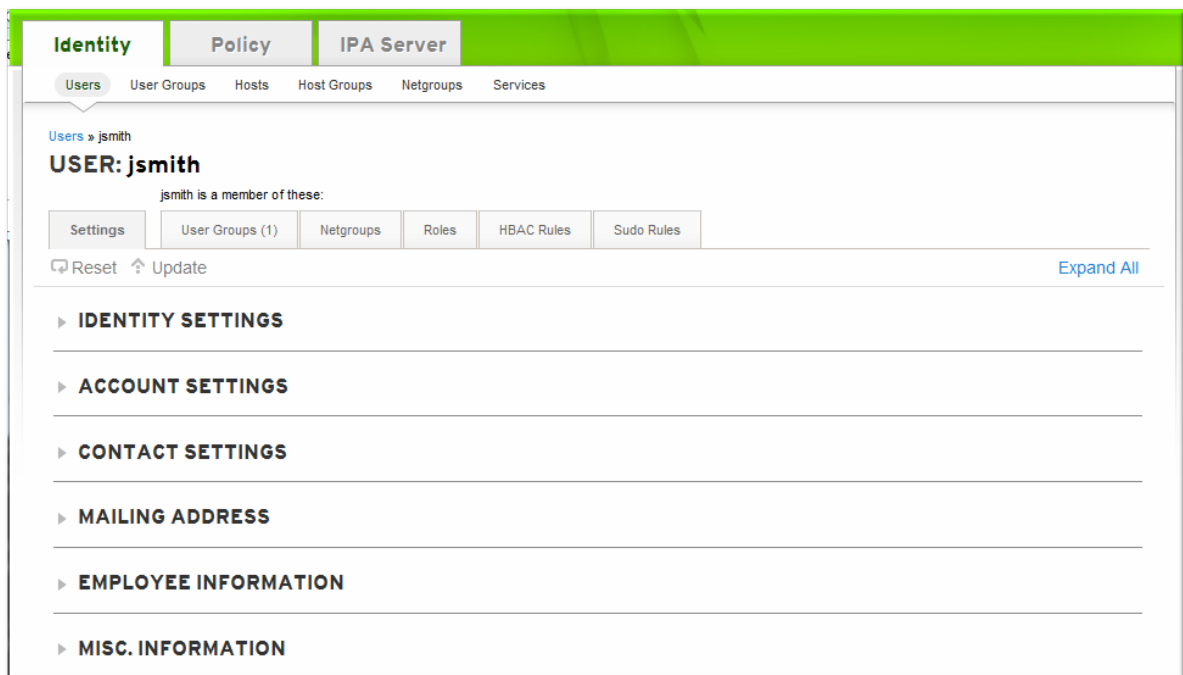 Identity Policy IPA Server
Users User Groups Hosts Host Groups Netgroups Services
Users » jsmith
USER: jsmith
jsmith is a member of these:
Settings User Groups (1) Netgroups Roles HBAC Rules Sudo Rules
Reset Update Expand All
IDENTITY SETTINGS
ACCOUNT SETTINGS
CONTACT SETTINGS
MAILING ADDRESS
EMPLOYEE INFORMATION
MISC. INFORMATION